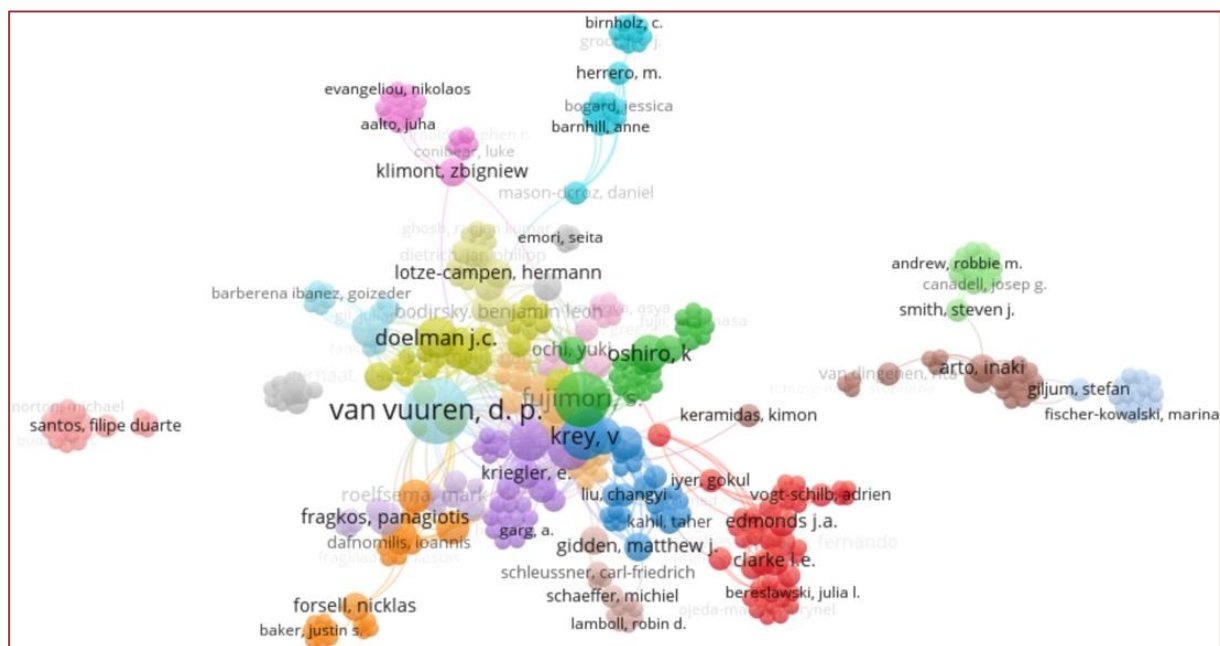 birnholz, c.
herrero, m.
evangeliou, nikolaos
bogard, jessica
aalto, juha
barnhill, anne
conibear, luke
klimont, zbigniew
mason-dcroz, daniel
emori, seita
dietrich, jan philipp
lotze-campen, hermann
andrew, robbie m.
canadell, josep g.
barberena ibanez, goizeder
smith, steven j.
bodirsky, benjamin leon
doelman j.c.
ochi, yuki
oshiro, k
arto, inaki
van dingenen, rita
giljum, stefan
fujimori, s.
norton, michael
van vuuren, d. p.
keramidas, kimon
fischer-kowalski, marina
santos, filipe duarte
krey, v
kriegler, e.
iyer, gokul
roelfsema, mark
liu, changyi
vogt-schilb, adrien
fragkos, panagiotis
garg, a.
kahil, taher
edmonds j.a.
dafnomilis, ioannis
gidden, matthew j.
fernando
clarke l.e.
schleussner, carl-friedrich
schaeffer, michiel
bereslawski, julia l.
forsell, nicklas
lamboll, robin d.
baker, justin s.